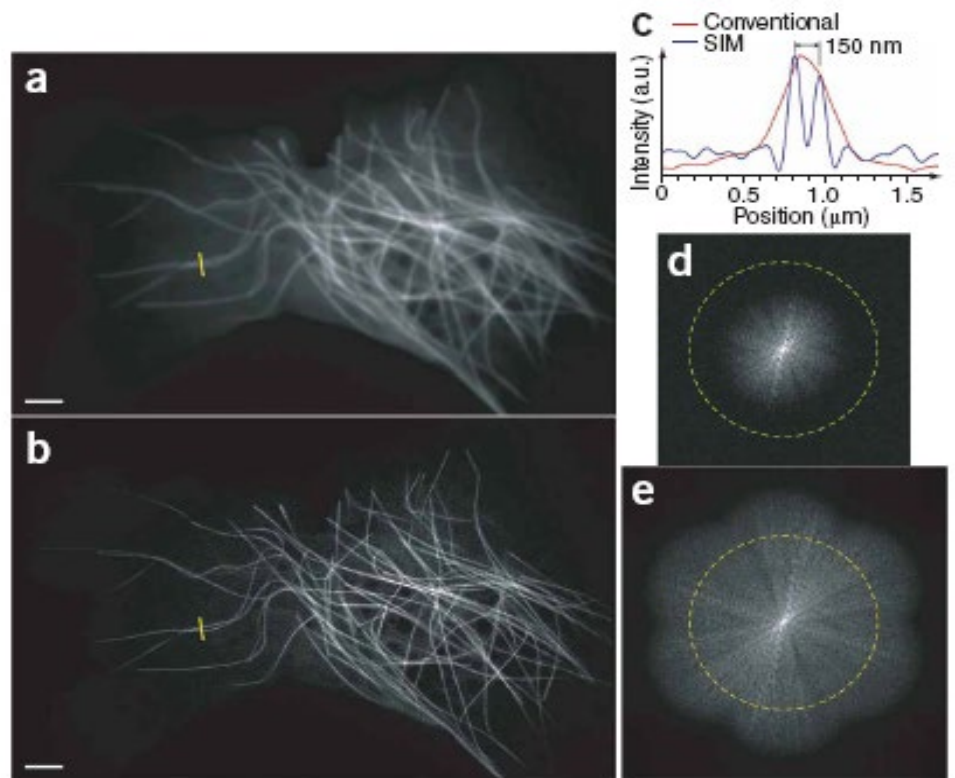 a
b
c
Conventional
SIM
150 nm
Intensity (a.u.)
0 0.5 1.0 1.5
Position (μm)
d
e